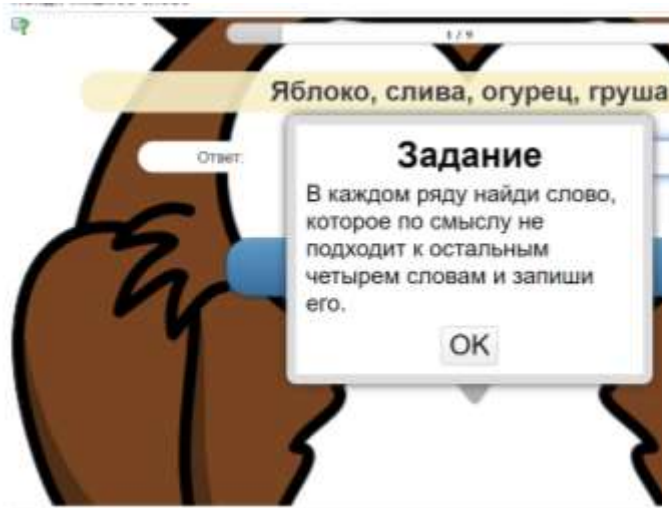 1 / 9
Яблоко, слива, огурец, груша
Ответ:
Задание
В каждом ряду найди слово,
которое по смыслу не
подходит к остальным
четырем словам и запиши
его.
OK